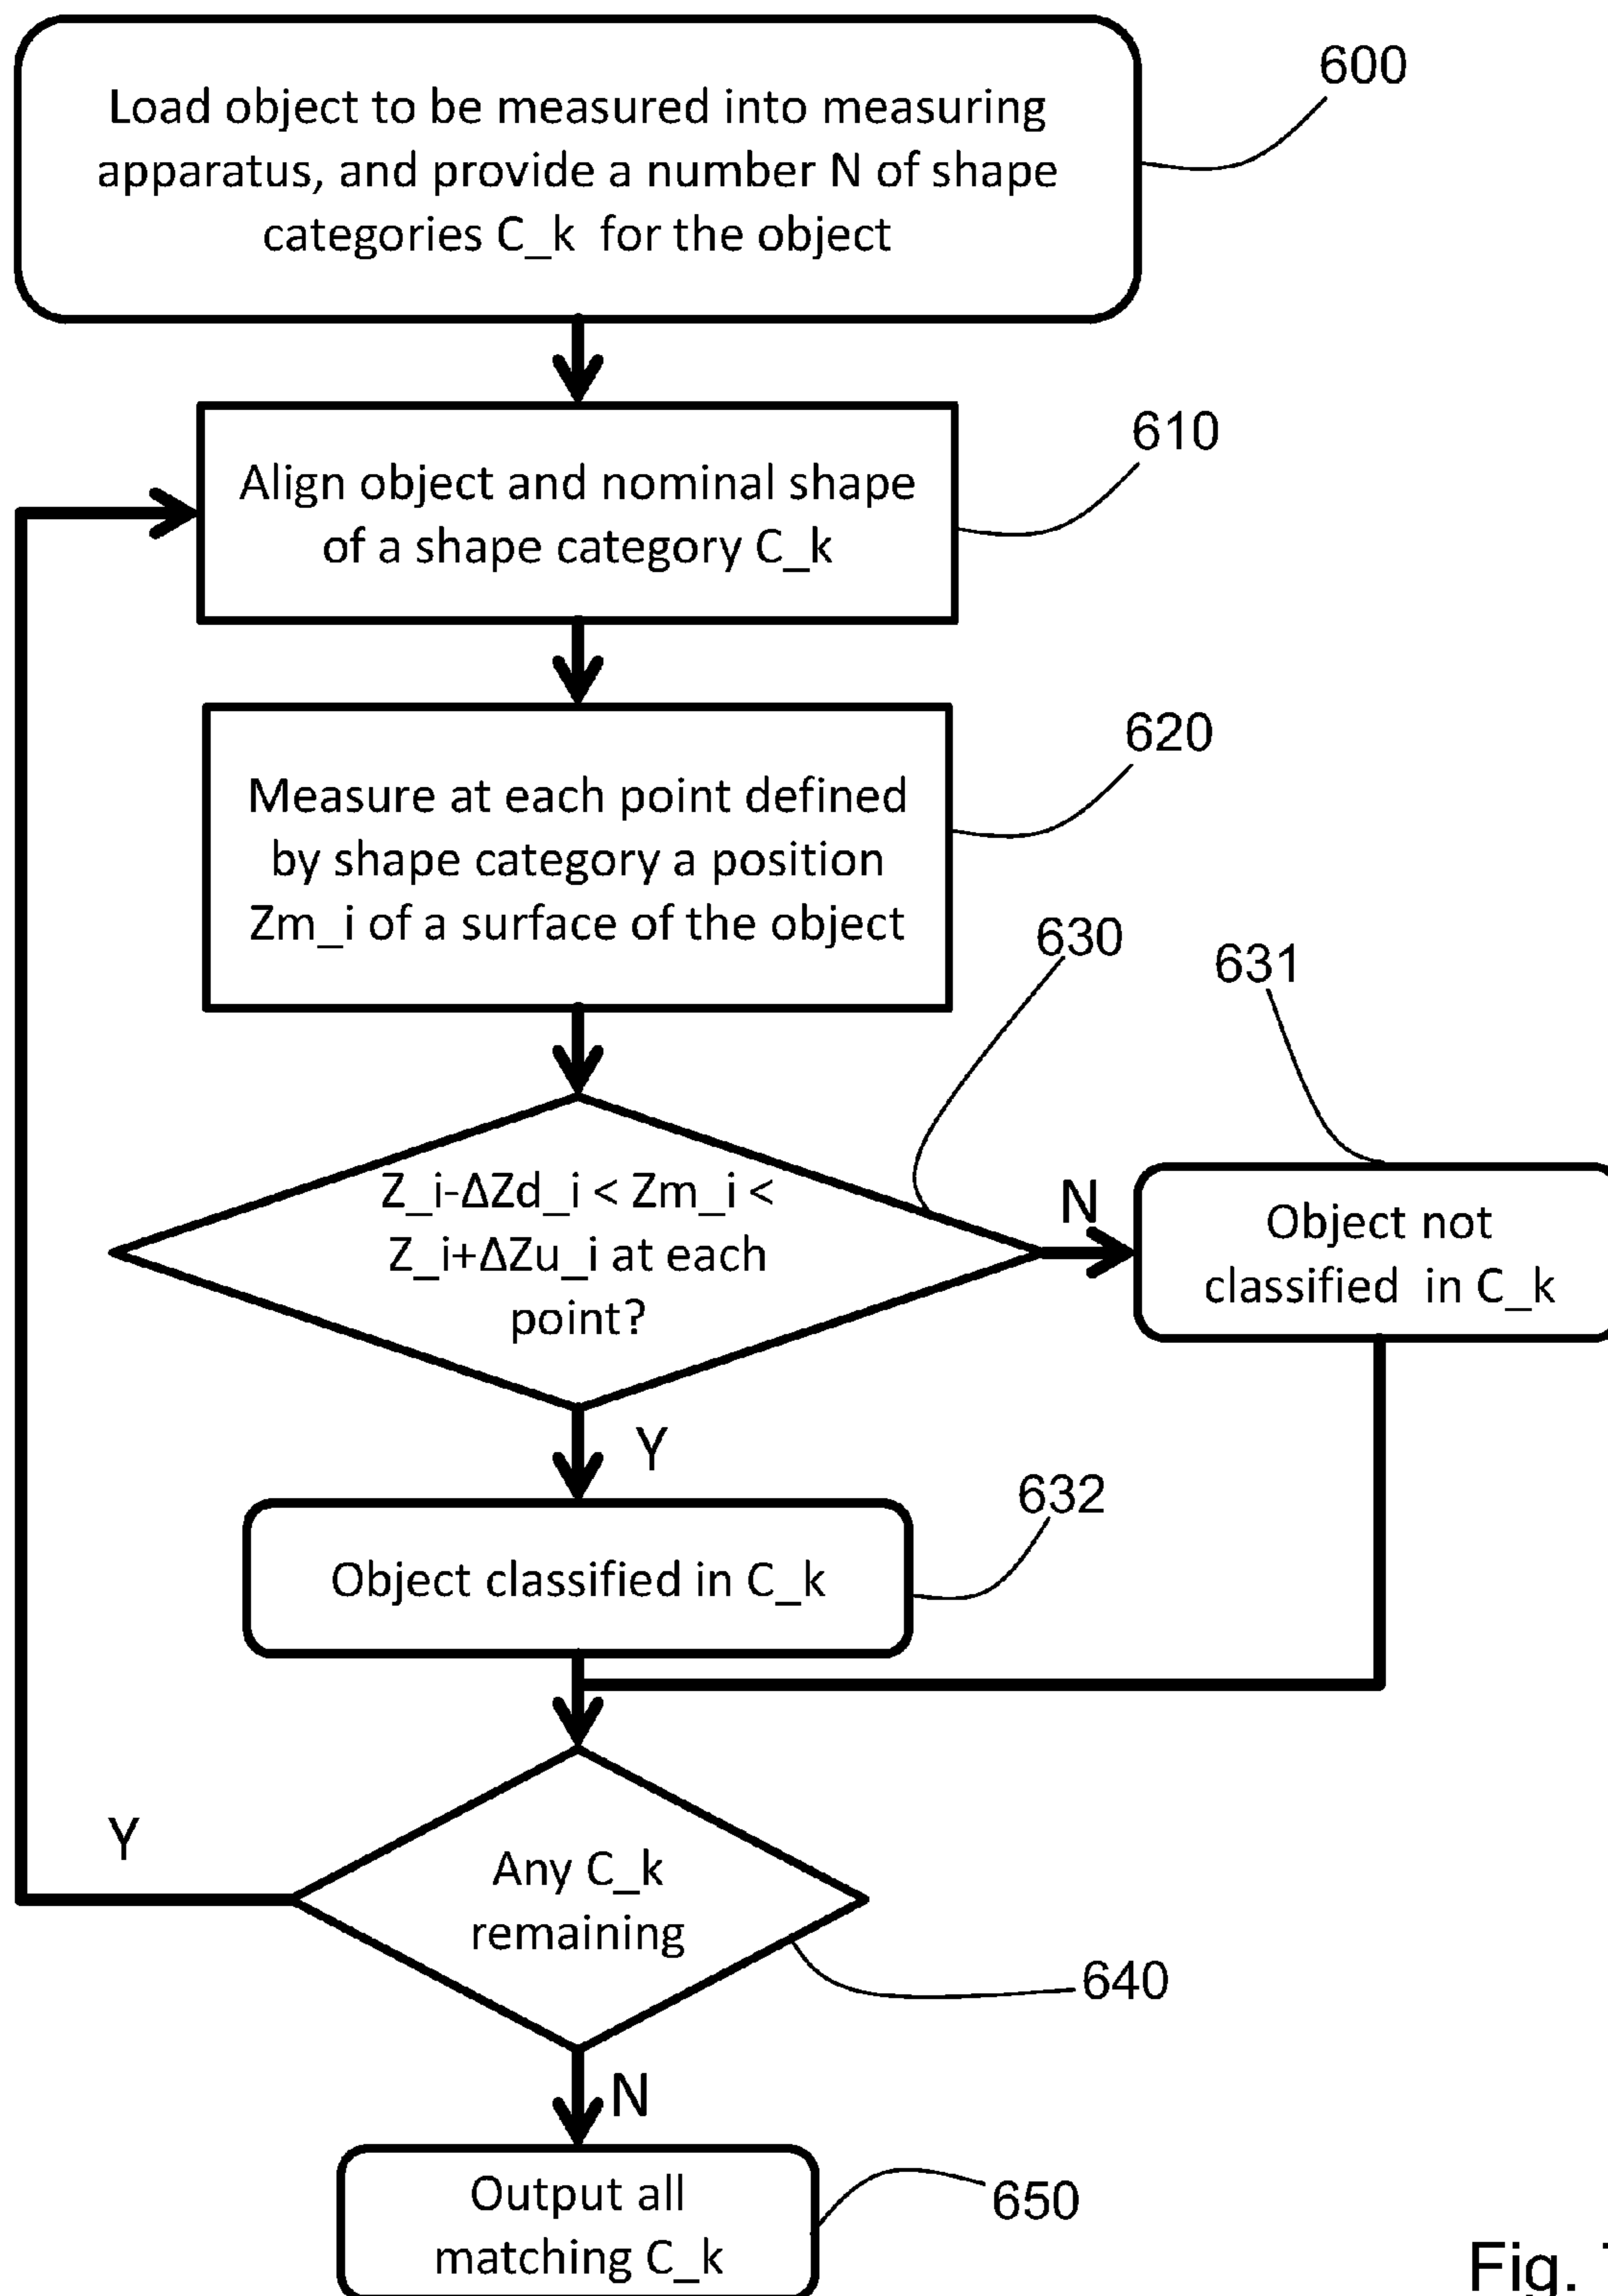 600
Load object to be measured into measuring
apparatus, and provide a number N of shape
categories C_k for the object
610
Align object and nominal shape
of a shape category C_k
620
Measure at each point defined
by shape category a position
Zm_i of a surface of the object
630
631
Z_i-ΔZd_i < Zm_i <
Z_i+ΔZu_i at each
point?
N
Object not
classified in C_k
Y
632
Object classified in C_k
Y
Any C_k
remaining
640
N
Output all
matching C_k
650
Fig.